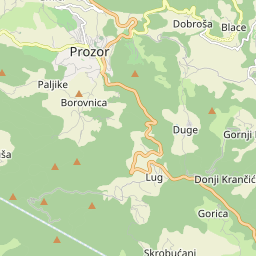 Dobroša
Blace
Prozor
Paljike
Borovnica
Duge
Gornji
Lug
Donji Krančić
Gorica
Skrobućani